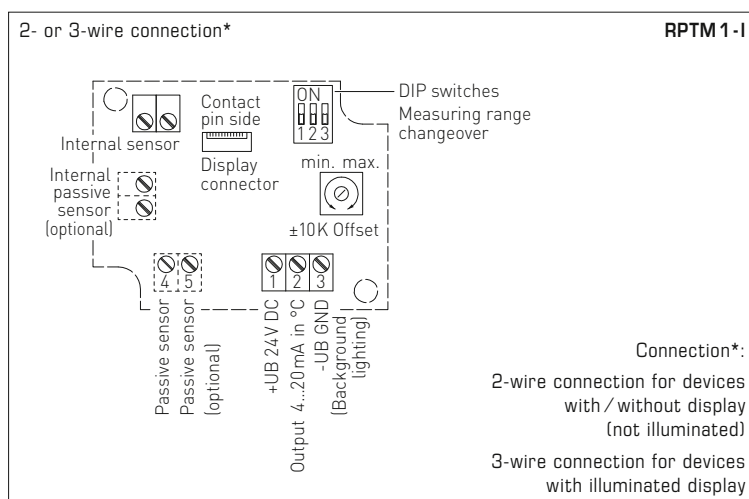 2- or 3-wire connection*
RPTM 1 - I
ON
1 2 3
DIP switches
Measuring range
changeover
Contact
pin side
Internal sensor
Display
connector
min. max.
±10K Offset
Internal
passive
sensor
(optional)
4 5
1 2 3
Passive sensor
Passive sensor
(optional)
+UB 24V DC
Output 4...20mA in °C
-UB GND
(Background
lighting)
Connection*:
2-wire connection for devices
with / without display
(not illuminated)
3-wire connection for devices
with illuminated display